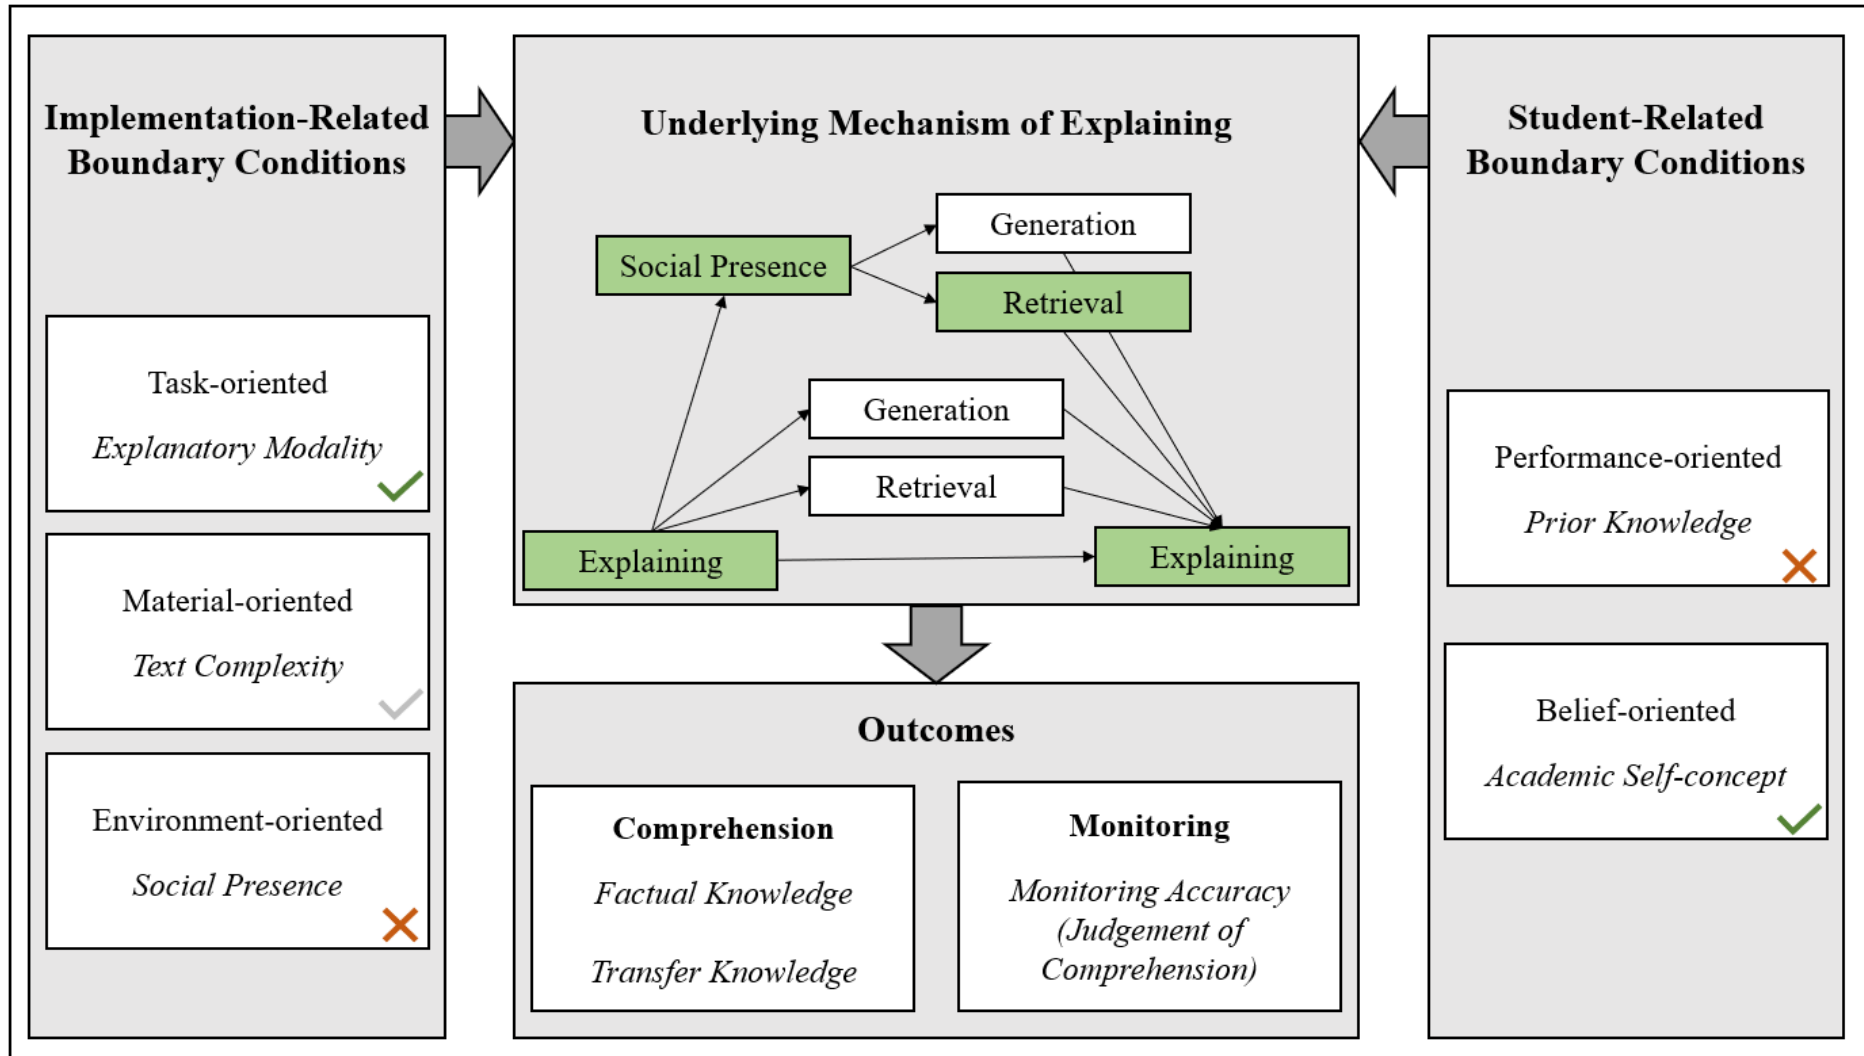 Implementation-Related
Boundary Conditions
Task-oriented
Explanatory Modality
Material-oriented
Text Complexity
Environment-oriented
Social Presence
Underlying Mechanism of Explaining
Generation
Social Presence
Retrieval
Generation
Retrieval
Explaining
Explaining
Outcomes
Comprehension
Factual Knowledge
Transfer Knowledge
Monitoring
Monitoring Accuracy
(Judgement of
Comprehension)
Student-Related
Boundary Conditions
Performance-oriented
Prior Knowledge
Belief-oriented
Academic Self-concept